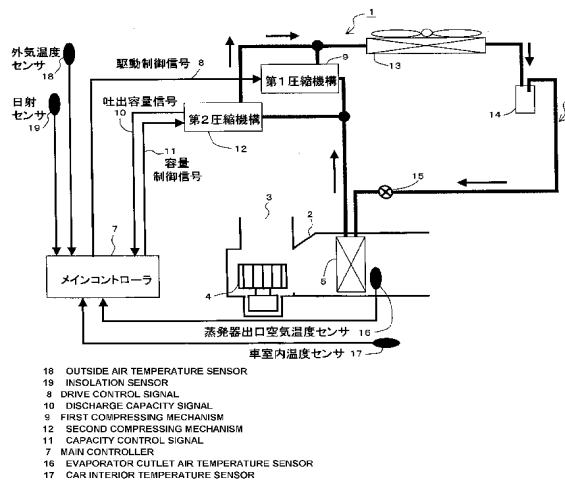 1
外気温度
センサ
18
駆動制御信号
8
9
第1圧縮機構
13
日射
センサ
19
吐出容量信号
10
第2圧縮機構
14
11
容量
制御信号
12
15
3
2
7
メインコントローラ
4
5
蒸発器出口空気温度センサ
16
車室内温度センサ
17
18 OUTSIDE AIR TEMPERATURE SENSOR
19 INSOLATION SENSOR
8 DRIVE CONTROL SIGNAL
10 DISCHARGE CAPACITY SIGNAL
9 FIRST COMPRESSING MECHANISM
12 SECOND COMPRESSING MECHANISM
11 CAPACITY CONTROL SIGNAL
7 MAIN CONTROLLER
16 EVAPORATOR CUTLET AIR TEMPERATURE SENSOR
17 CAR INTERIOR TEMPERATURE SENSOR